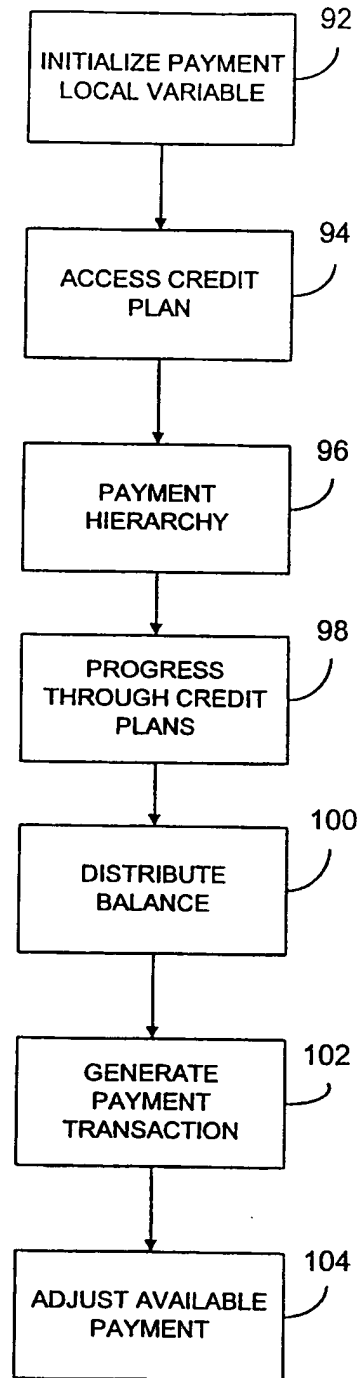 92
INITIALIZE PAYMENT
LOCAL VARIABLE
94
ACCESS CREDIT
PLAN
96
PAYMENT
HIERARCHY
98
PROGRESS
THROUGH CREDIT
PLANS
100
DISTRIBUTE
BALANCE
102
GENERATE
PAYMENT
TRANSACTION
104
ADJUST AVAILABLE
PAYMENT